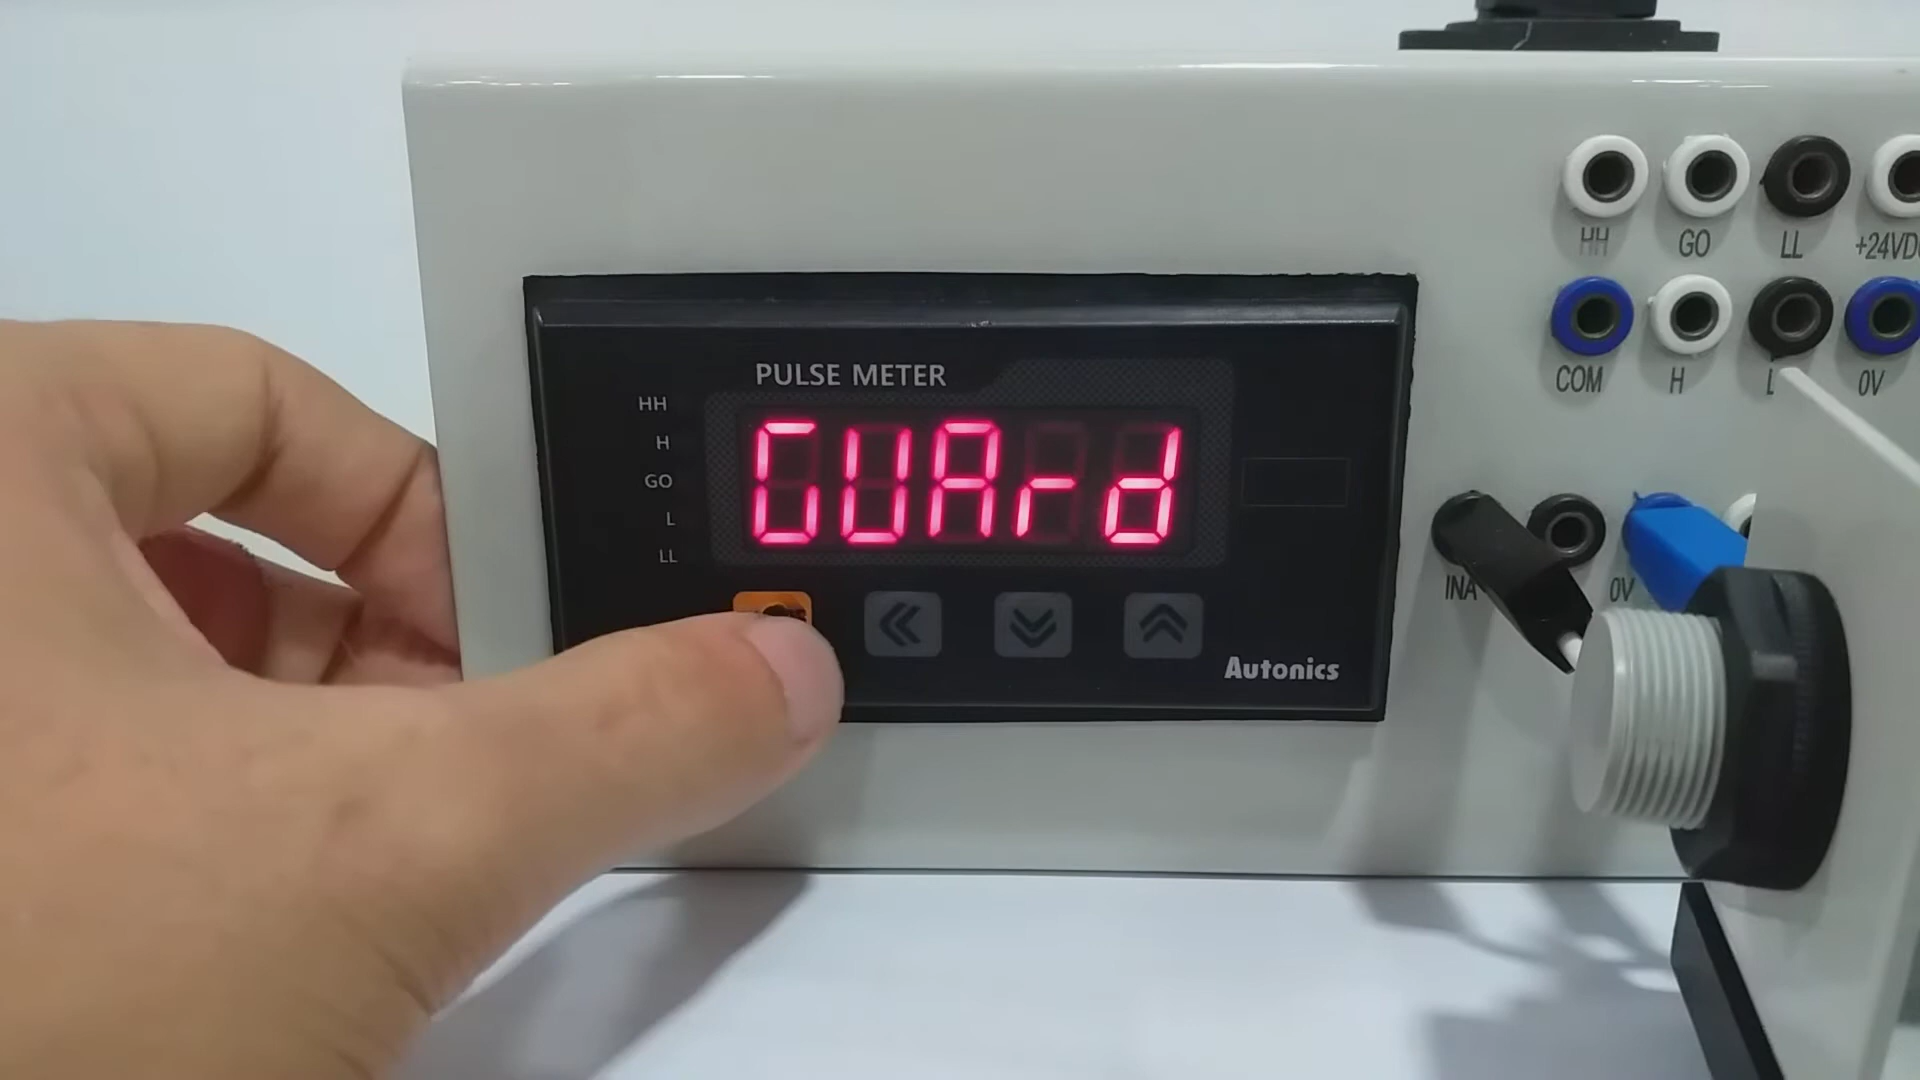 HH GO LL +24VD
COM H L 0V
PULSE METER
HH
H
GO
L
LL
GUArd
INA 0V
Autonics